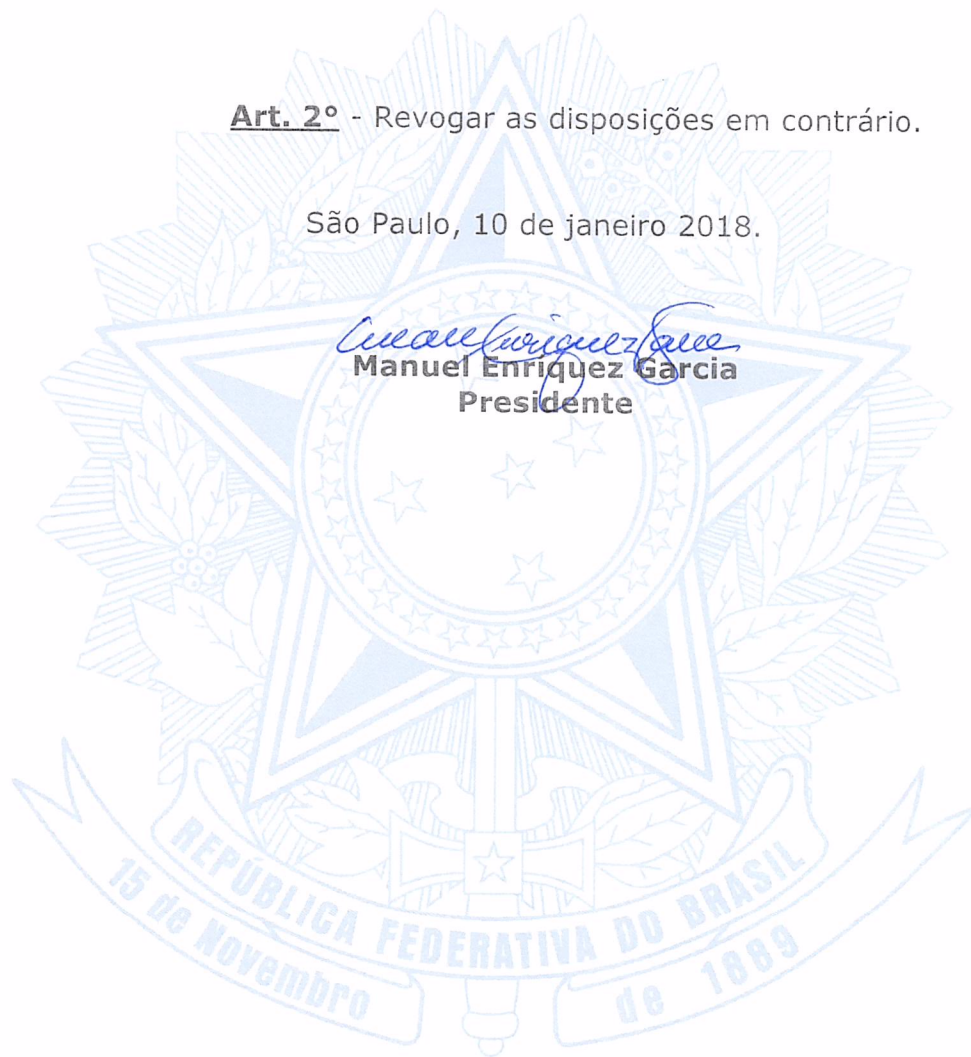 Art. 2º - Revogar as disposições em contrário.
São Paulo, 10 de janeiro 2018.
Manuel Enriquez Garcia
Presidente
REPÚBLICA FEDERATIVA DO BRASIL
15 de Novembro de 1889